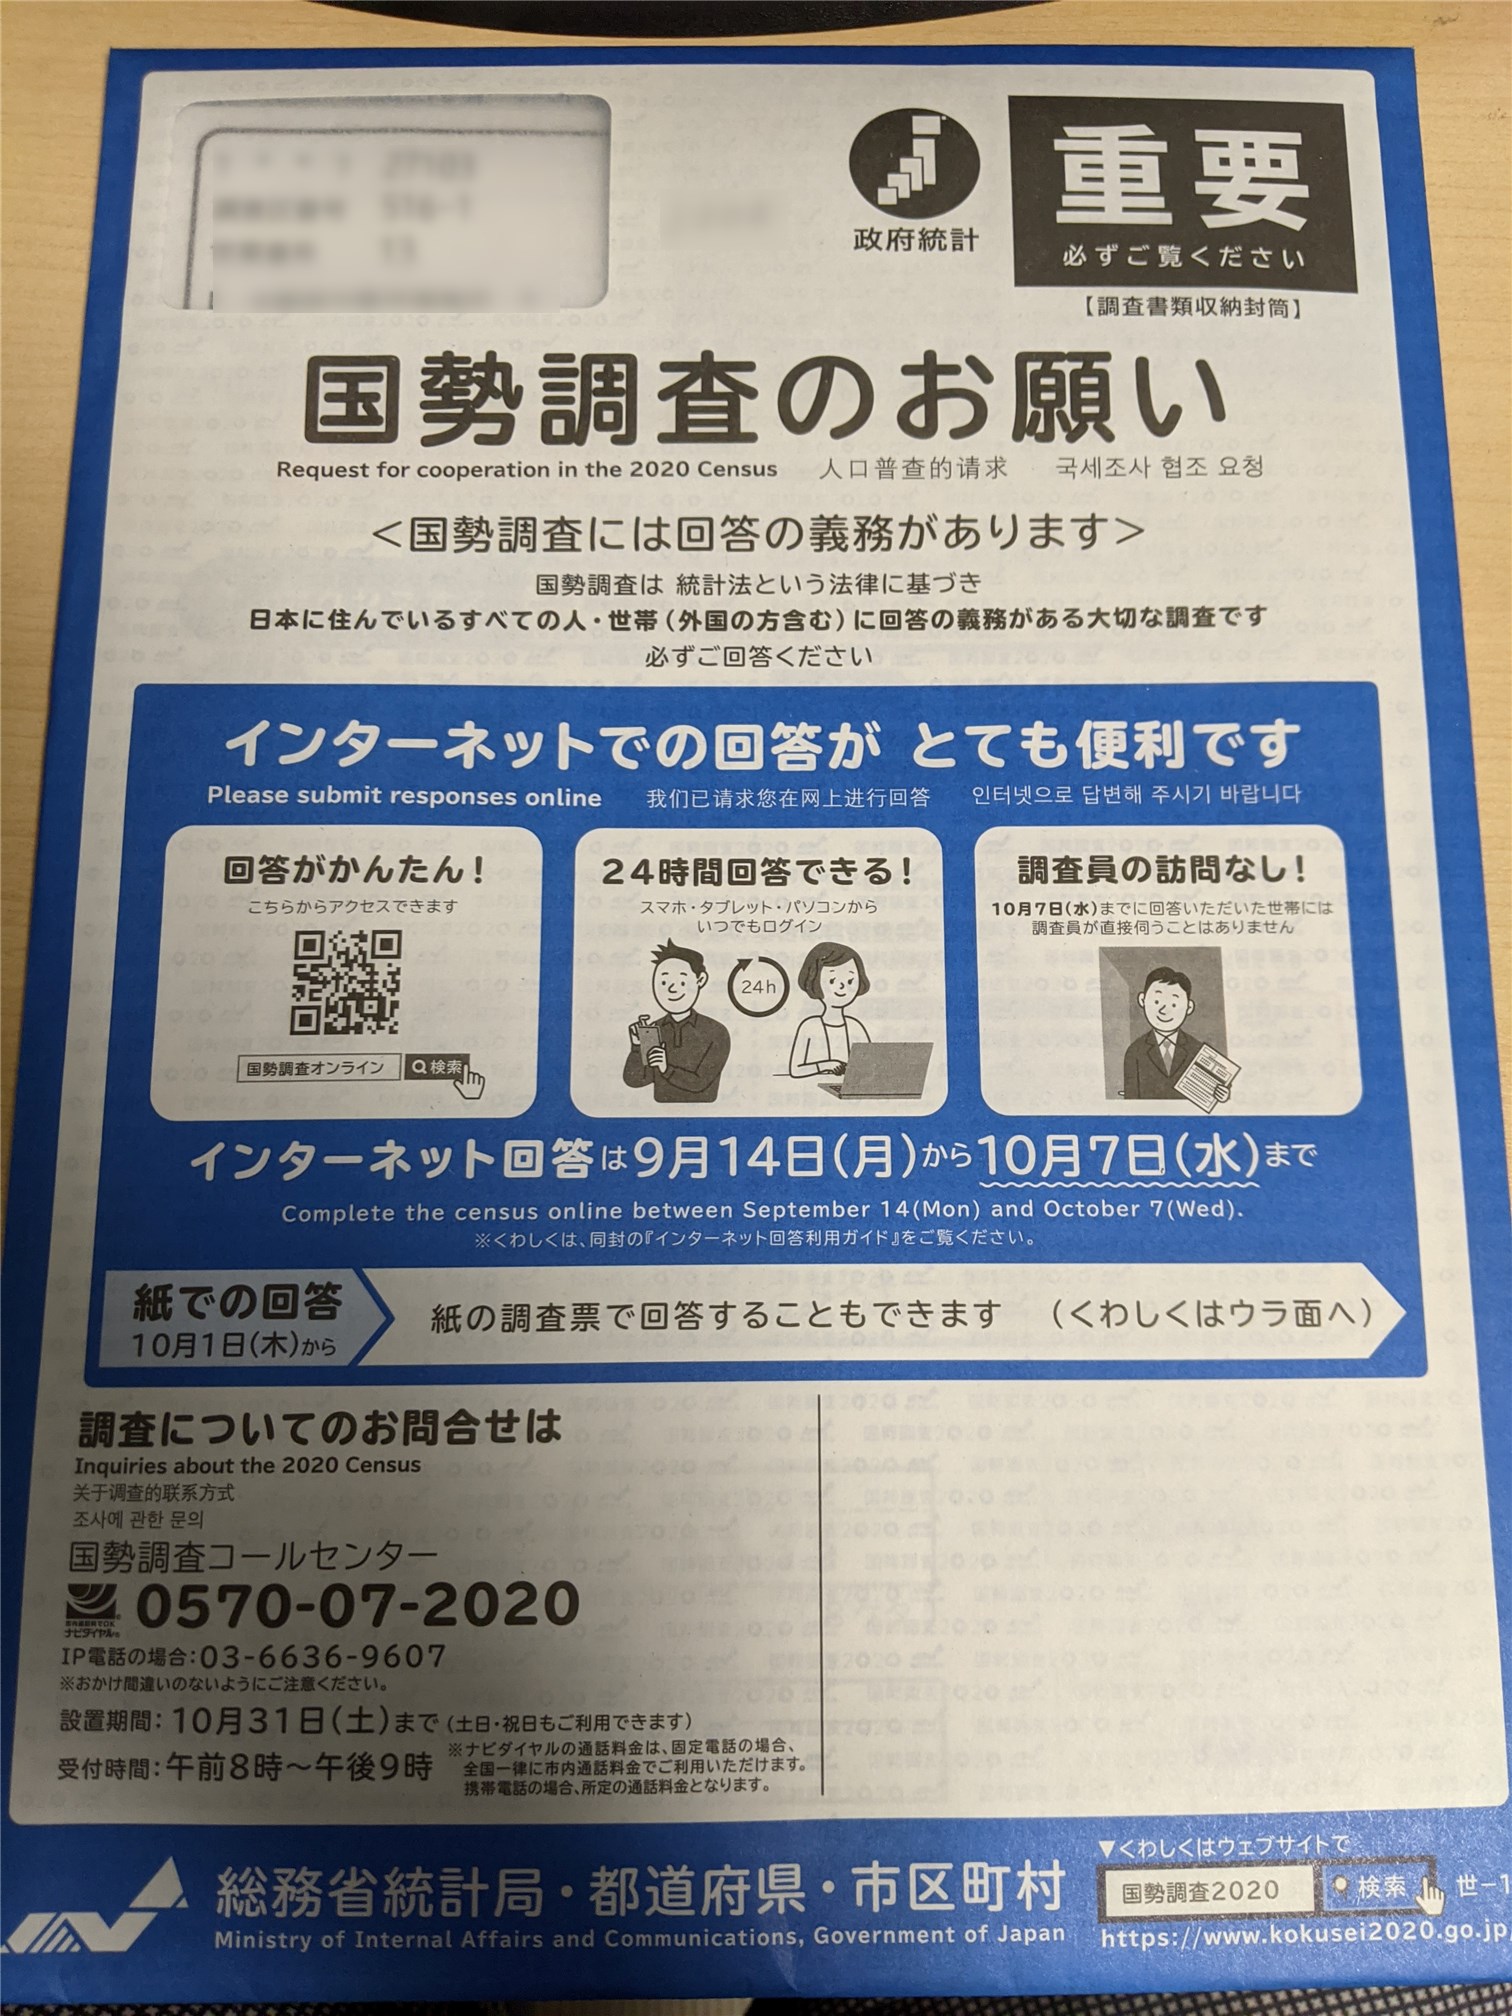 政府統計
重要
必ずご覧ください
【調査書類収納封筒】
国勢調査のお願い
Request for cooperation in the 2020 Census 人口普查的请求 국세조사 협조 요청
＜国勢調査には回答の義務があります＞
国勢調査は 統計法という法律に基づき
日本に住んでいるすべての人・世帯（外国の方含む）に回答の義務がある大切な調査です
必ずご回答ください
インターネットでの回答が とても便利です
Please submit responses online 我们已请求您在网上进行回答 인터넷으로 답변해 주시기 바랍니다
回答がかんたん！
こちらからアクセスできます
国勢調査オンライン 検索
24時間回答できる！
スマホ・タブレット・パソコンから
いつでもログイン
24h
調査員の訪問なし！
10月7日(水)までに回答いただいた世帯には
調査員が直接伺うことはありません
インターネット回答は9月14日(月)から10月7日(水)まで
Complete the census online between September 14(Mon) and October 7(Wed).
※くわしくは、同封の『インターネット回答利用ガイド』をご覧ください。
紙での回答
10月1日(木)から
紙の調査票で回答することもできます （くわしくはウラ面へ）
調査についてのお問合せは
Inquiries about the 2020 Census
关于调查的联系方式
조사에 관한 문의
国勢調査コールセンター
ナビダイヤル
0570-07-2020
IP電話の場合:03-6636-9607
※おかけ間違いのないようにご注意ください。
設置期間:10月31日(土)まで(土日・祝日もご利用できます)
受付時間:午前8時～午後9時
※ナビダイヤルの通話料金は、固定電話の場合、
全国一律に市内通話料金でご利用いただけます。
携帯電話の場合、所定の通話料金となります。
総務省統計局・都道府県・市区町村
Ministry of Internal Affairs and Communications, Government of Japan
▼くわしくはウェブサイトで
国勢調査2020 検索
世-1
https://www.kokusei2020.go.jp/